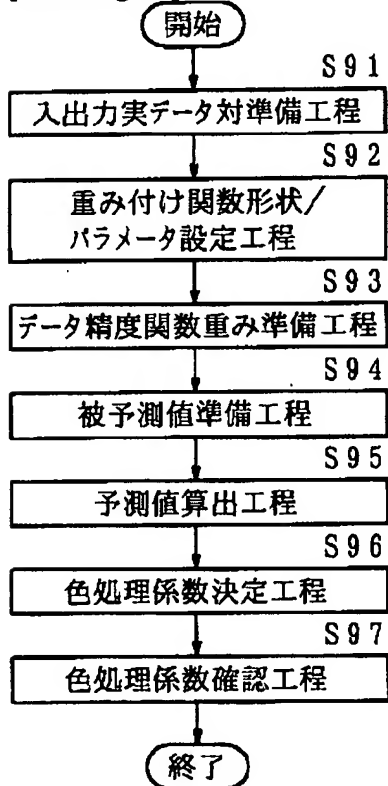 開始
S91
入出力実データ対準備工程
S92
重み付け関数形状/
パラメータ設定工程
S93
データ精度関数重み準備工程
S94
被予測値準備工程
S95
予測値算出工程
S96
色処理係数決定工程
S97
色処理係数確認工程
終了